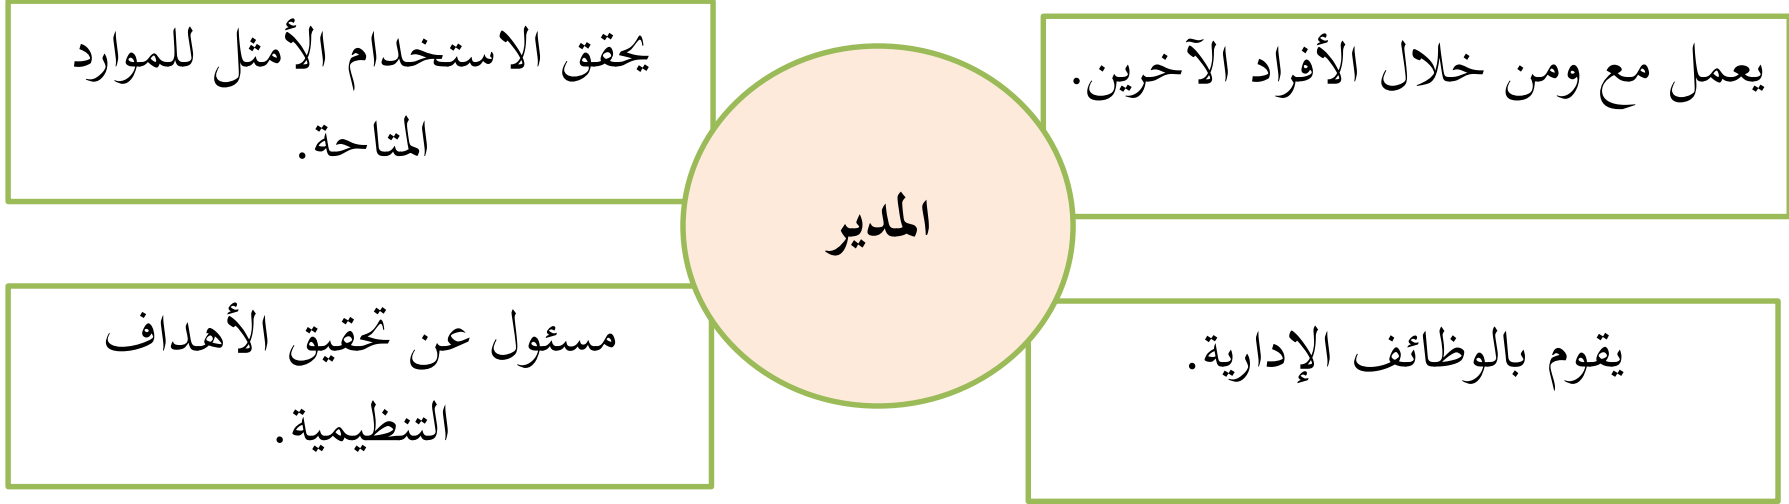 يعمل مع ومن خلال الأفراد الآخرين.
يحقق الاستخدام الأمثل للموارد
المتاحة.
المدير
يقوم بالوظائف الإدارية.
مسئول عن تحقيق الأهداف
التنظيمية.